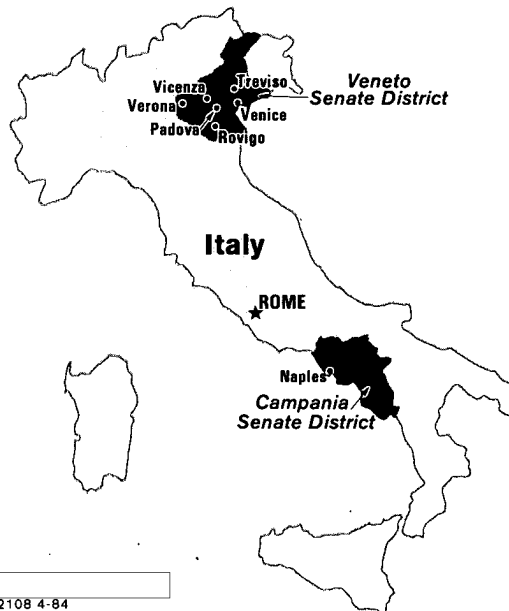 Treviso
Vicenza
Verona
Padova
Venice
Rovigo
Veneto
Senate District
Italy
ROME
Naples
Campania
Senate District
2108 4-84